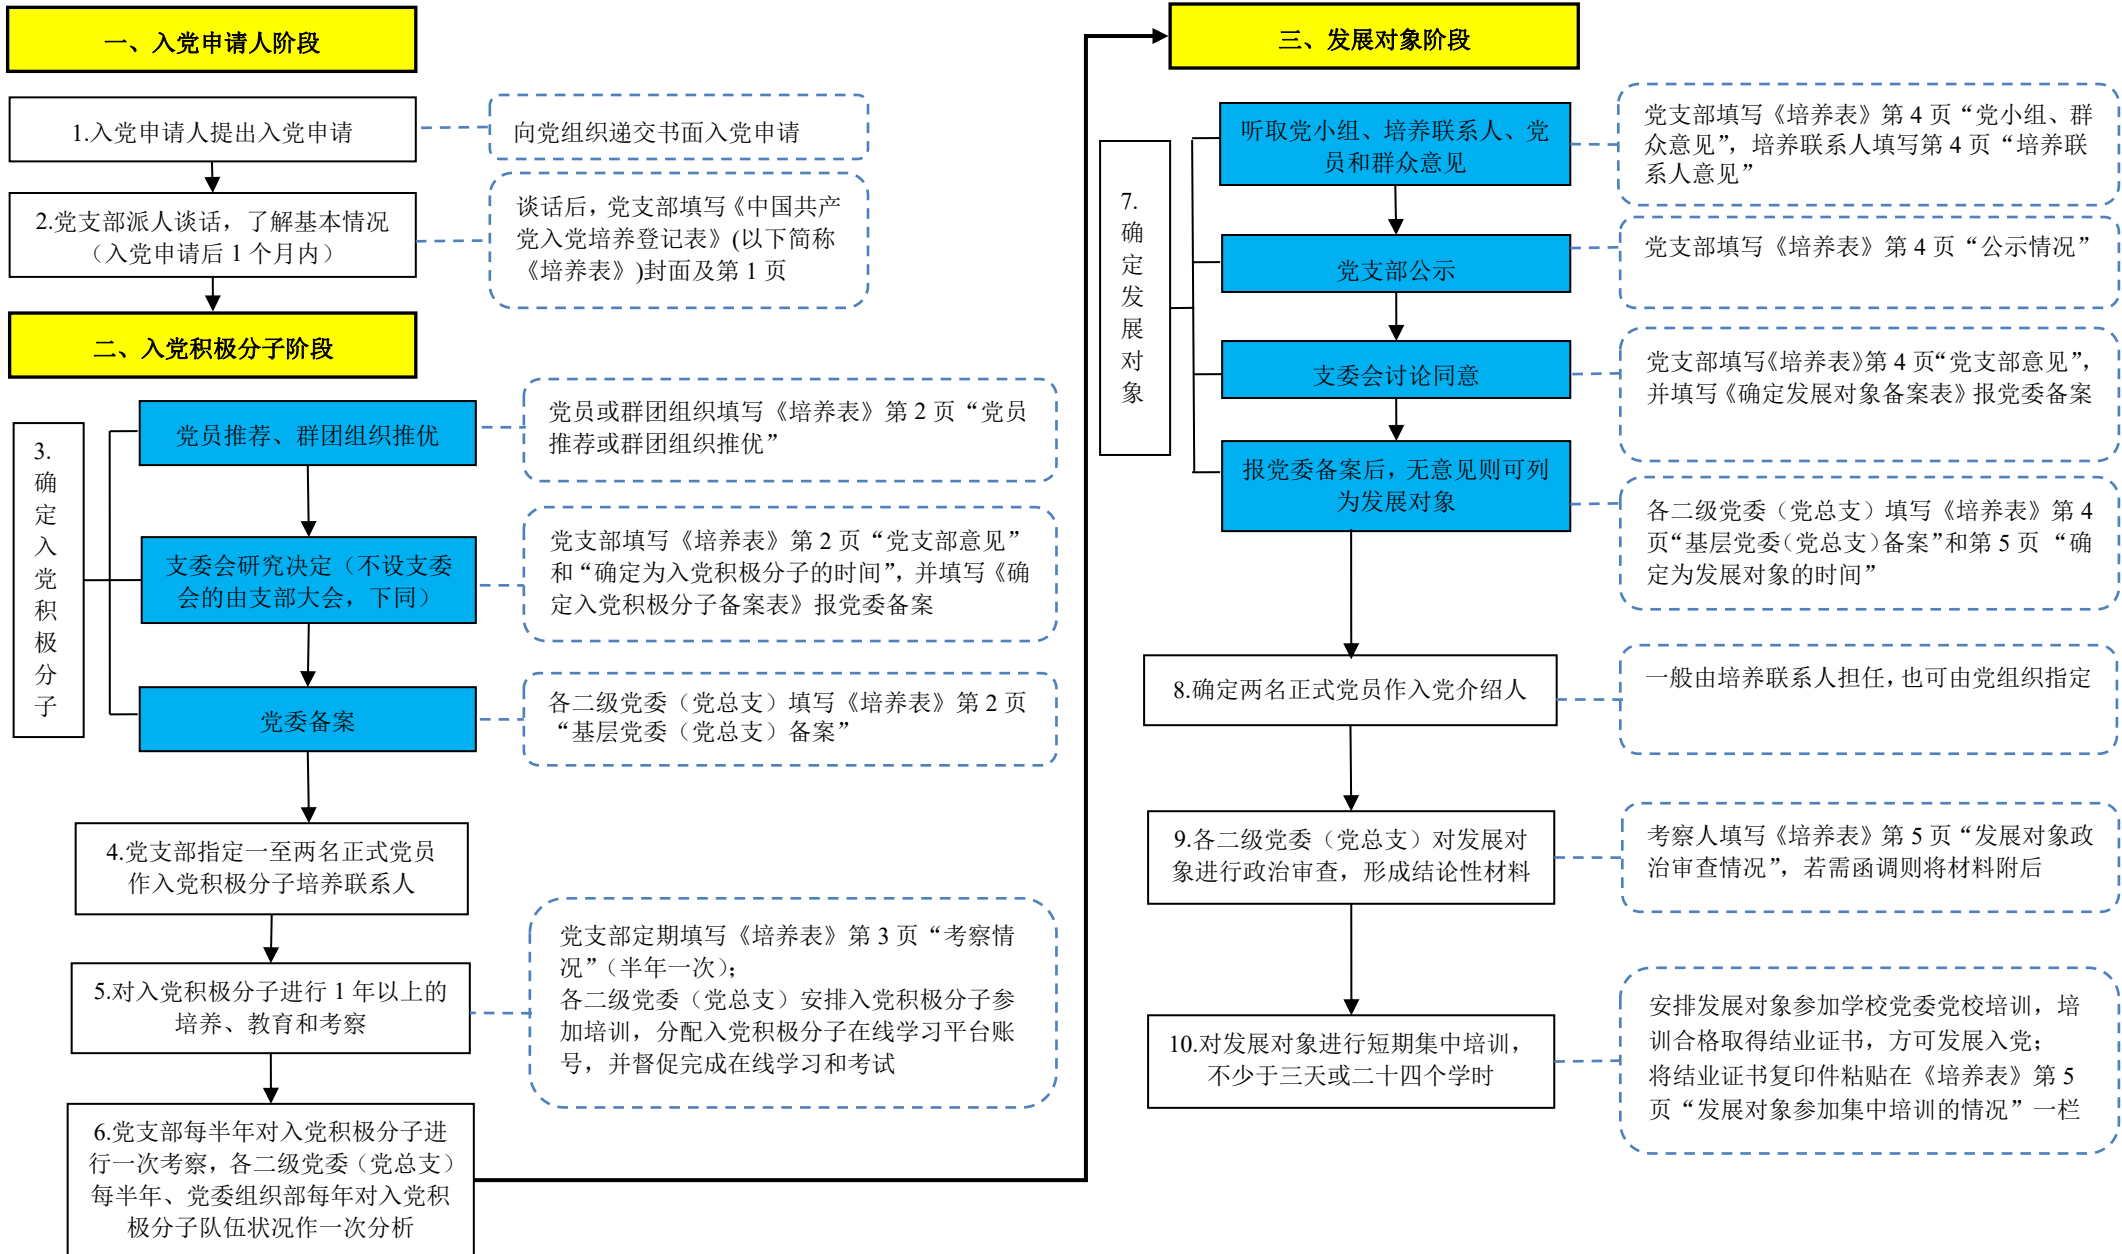 一、入党申请人阶段
1.入党申请人提出入党申请
向党组织递交书面入党申请
2.党支部派人谈话，了解基本情况
（入党申请后 1 个月内）
谈话后，党支部填写《中国共产
党入党培养登记表》(以下简称
《培养表》)封面及第 1 页
二、入党积极分子阶段
3.
确
定
入
党
积
极
分
子
党员推荐、群团组织推优
党员或群团组织填写《培养表》第 2 页“党员
推荐或群团组织推优”
支委会研究决定（不设支委
会的由支部大会，下同）
党支部填写《培养表》第 2 页“党支部意见”
和“确定为入党积极分子的时间”，并填写《确
定入党积极分子备案表》报党委备案
党委备案
各二级党委（党总支）填写《培养表》第 2 页
“基层党委（党总支）备案”
4.党支部指定一至两名正式党员
作入党积极分子培养联系人
5.对入党积极分子进行 1 年以上的
培养、教育和考察
党支部定期填写《培养表》第 3 页“考察情
况”（半年一次）；
各二级党委（党总支）安排入党积极分子参
加培训，分配入党积极分子在线学习平台账
号，并督促完成在线学习和考试
6.党支部每半年对入党积极分子进
行一次考察，各二级党委（党总支）
每半年、党委组织部每年对入党积
极分子队伍状况作一次分析
三、发展对象阶段
7.
确
定
发
展
对
象
听取党小组、培养联系人、党
员和群众意见
党支部填写《培养表》第 4 页“党小组、群
众意见”，培养联系人填写第 4 页“培养联
系人意见”
党支部公示
党支部填写《培养表》第 4 页“公示情况”
支委会讨论同意
党支部填写《培养表》第 4 页“党支部意见”，
并填写《确定发展对象备案表》报党委备案
报党委备案后，无意见则可列
为发展对象
各二级党委（党总支）填写《培养表》第 4
页“基层党委（党总支）备案”和第 5 页 “确
定为发展对象的时间”
8.确定两名正式党员作入党介绍人
一般由培养联系人担任，也可由党组织指定
9.各二级党委（党总支）对发展对
象进行政治审查，形成结论性材料
考察人填写《培养表》第 5 页“发展对象政
治审查情况”，若需函调则将材料附后
10.对发展对象进行短期集中培训，
不少于三天或二十四个学时
安排发展对象参加学校党委党校培训，培
训合格取得结业证书，方可发展入党；
将结业证书复印件粘贴在《培养表》第 5
页“发展对象参加集中培训的情况”一栏